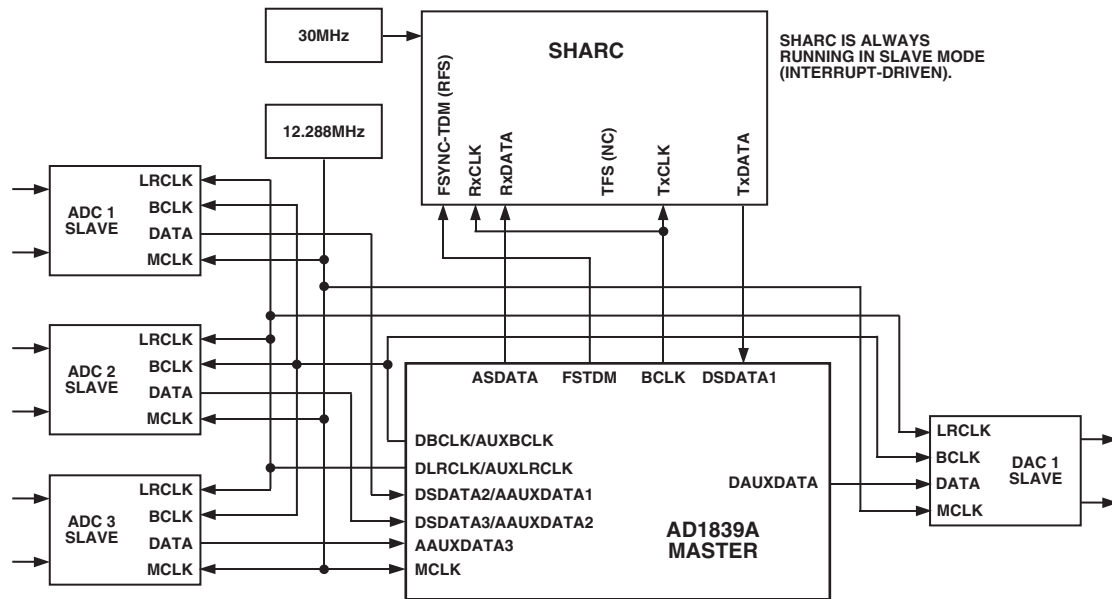 30MHz
SHARC
SHARC IS ALWAYS
RUNNING IN SLAVE MODE
(INTERRUPT-DRIVEN).
12.288MHz
FSYNC-TDM (RFS)
RxCLK
RxDATA
TFS (NC)
TxCLK
TxDATA
ADC 1
SLAVE
LRCLK
BCLK
DATA
MCLK
ADC 2
SLAVE
LRCLK
BCLK
DATA
MCLK
ADC 3
SLAVE
LRCLK
BCLK
DATA
MCLK
ASDATA
FSTDM
BCLK
DSDATA1
DBCLK/AUXBCLK
DLRCLK/AUXLRCLK
DSDATA2/AAUXDATA1
DSDATA3/AAUXDATA2
AAUXDATA3
MCLK
DAUXDATA
AD1839A
MASTER
LRCLK
BCLK
DATA
MCLK
DAC 1
SLAVE